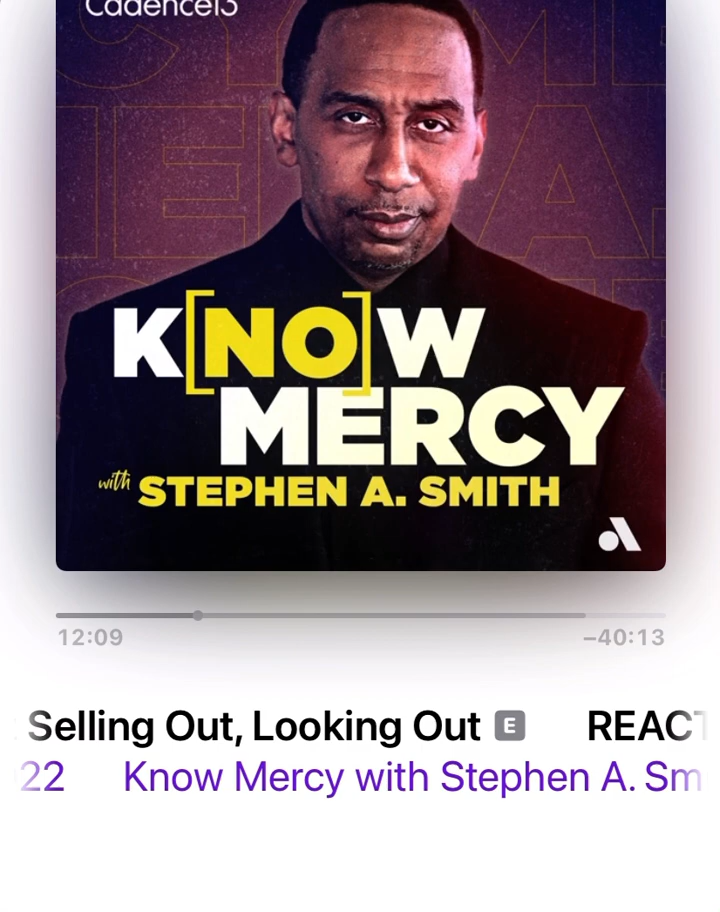 Cadence13
K[NO]W
MERCY
with STEPHEN A. SMITH
12:09 –40:13
Selling Out, Looking Out E REACT
22 Know Mercy with Stephen A. Sm